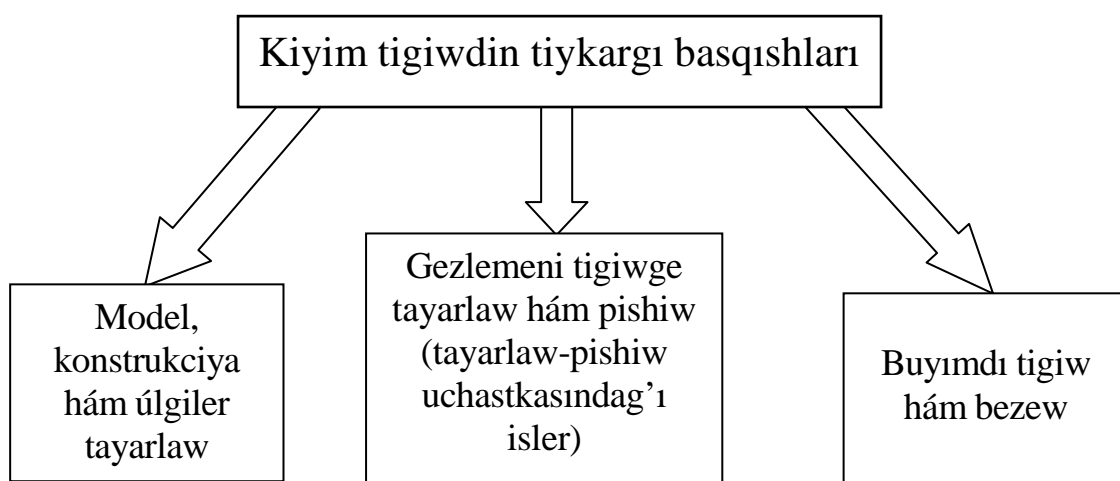 Kiyim tigiwdin tiykargı basqıshları
Model,
konstrukciya
hám úlgiler
tayarlaw
Gezlemeni tigiwge
tayarlaw hám pishiw
(tayarlaw-pishiw
uchastkasındag’ı
isler)
Buyımdı tigiw
hám bezew